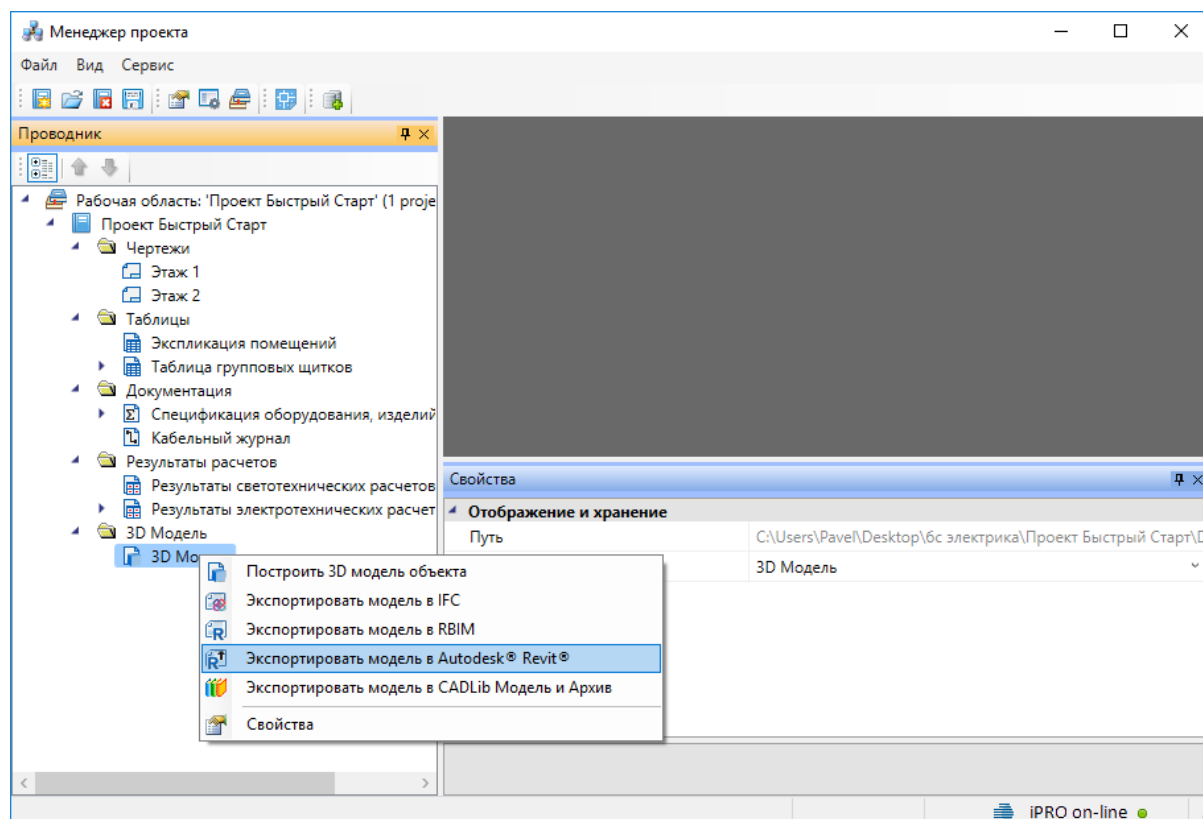 Менеджер проекта
Файл Вид Сервис
Проводник
Рабочая область: 'Проект Быстрый Старт' (1 proje
Проект Быстрый Старт
Чертежи
Этаж 1
Этаж 2
Таблицы
Экспликация помещений
Таблица групповых щитков
Документация
Спецификация оборудования, изделий
Кабельный журнал
Результаты расчетов
Результаты светотехнических расчетов
Результаты электротехнических расчет
3D Модель
3D Мо
Построить 3D модель объекта
Экспортировать модель в IFC
Экспортировать модель в RBIM
Экспортировать модель в Autodesk® Revit®
Экспортировать модель в CADLib Модель и Архив
Свойства
Свойства
Отображение и хранение
Путь C:\Users\Pavel\Desktop\бс электрика\Проект Быстрый Старт\D
3D Модель
iPRO on-line